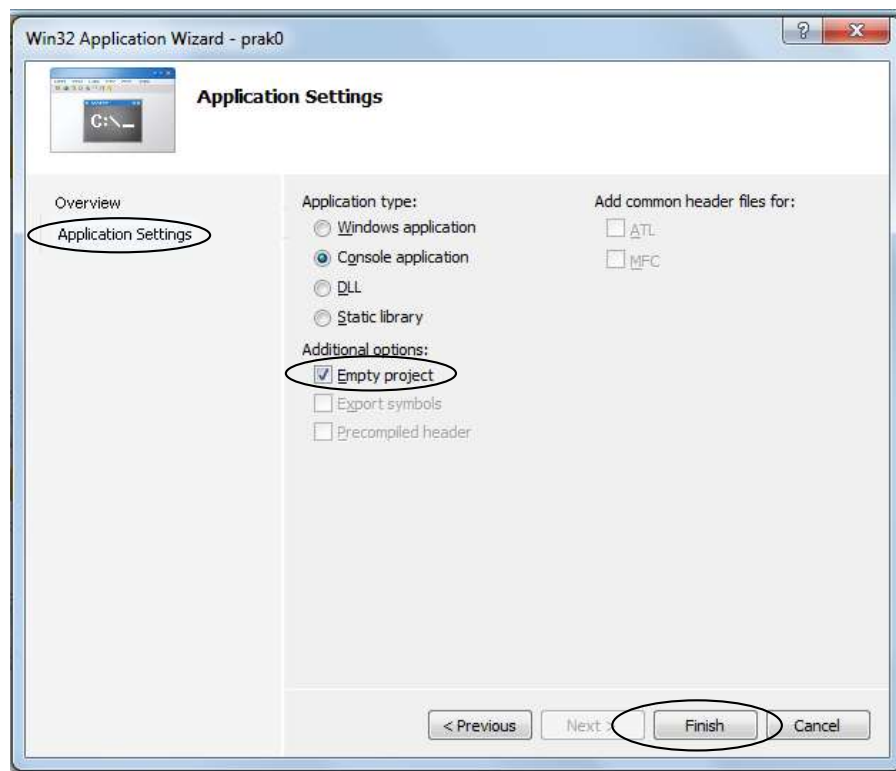 Win32 Application Wizard - prak0
C:\_
Application Settings
Overview
Application Settings
Application type:
Windows application
Console application
DLL
Static library
Additional options:
Empty project
Export symbols
Precompiled header
Add common header files for:
ATL
MFC
< Previous
Next >
Finish
Cancel